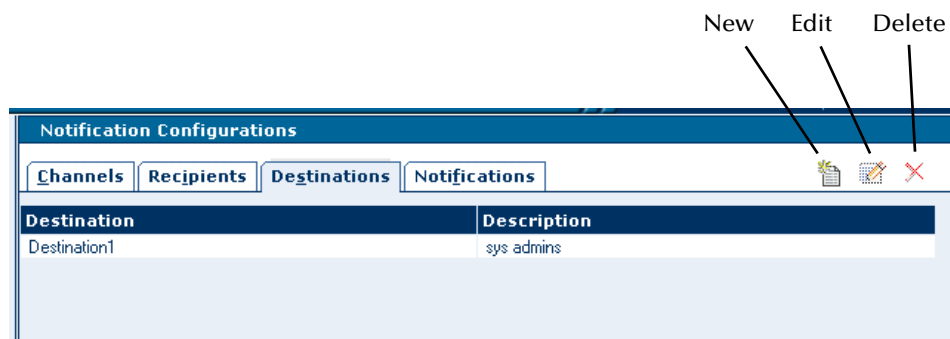 New Edit Delete
Notification Configurations
Channels Recipients Destinations Notifications
Destination Description
Destination1 sys admins